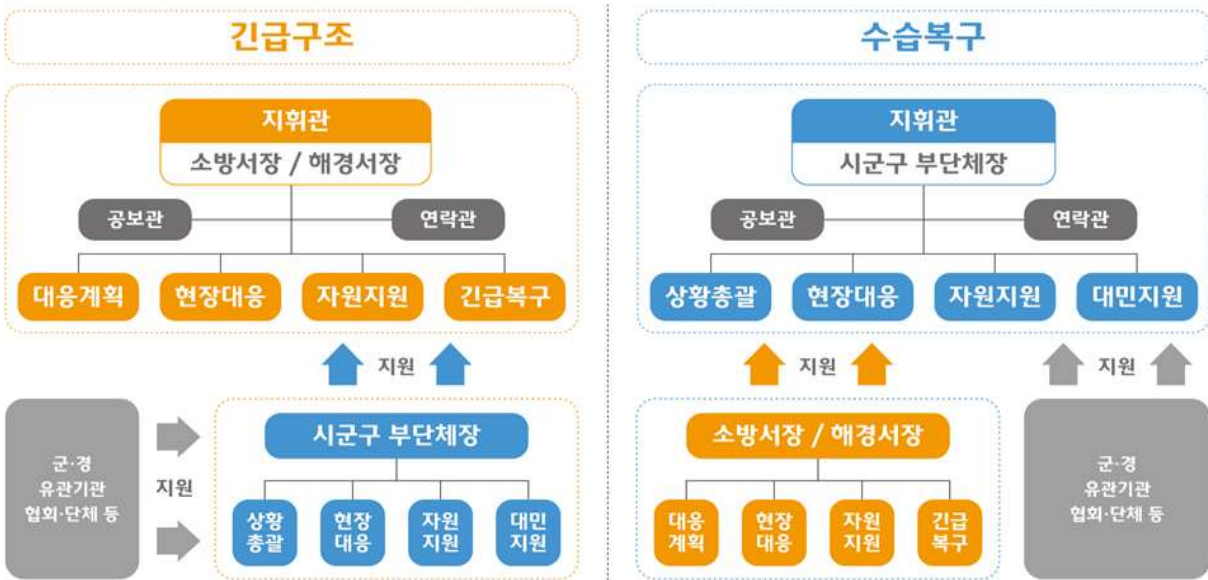 긴급구조
지휘관
소방서장 / 해경서장
공보관
연락관
대응계획
현장대응
자원지원
긴급복구
지원
군·경
유관기관
협회·단체 등
지원
시군구 부단체장
상황
총괄
현장
대응
자원
지원
대민
지원
수습복구
지휘관
시군구 부단체장
공보관
연락관
상황총괄
현장대응
자원지원
대민지원
지원
지원
소방서장 / 해경서장
대응
계획
현장
대응
자원
지원
긴급
복구
군·경
유관기관
협회·단체 등